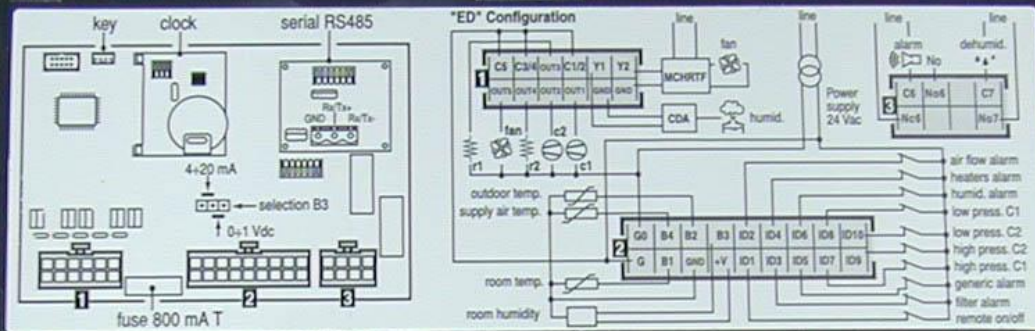 key
clock
serial RS485
Rx/Tx+
GND
Rx/Tx-
4÷20 mA
selection B3
0÷1 Vdc
1
2
3
fuse 800 mA T
"ED" Configuration
line
line
line
line
1
C5 C3/4 OUT3 C1/2 Y1 Y2
OUT5 OUT4 OUT2 OUT1 GND GND
MCHRTF
fan
CDA
humid.
fan
c2
r1
r2
c1
Power
supply
24 Vac
alarm
No
dehumid.
3
C6 No6 C7
Nc6 No7
outdoor temp.
supply air temp.
room temp.
room humidity
2
G0 B4 B2 B3 ID2 ID4 ID6 ID8 ID10
G B1 GND +V ID1 ID3 ID5 ID7 ID9
air flow alarm
heaters alarm
humid. alarm
low press. C1
low press. C2
high press. C2
high press. C1
generic alarm
filter alarm
remote on/off